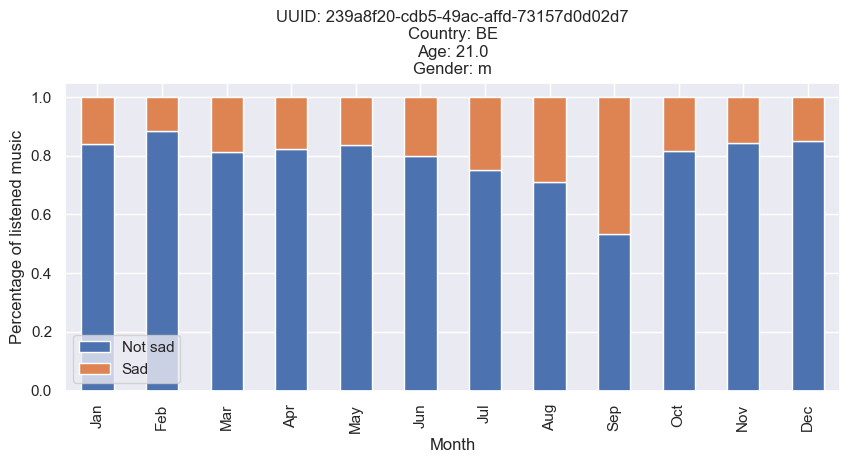 UUID: 239a8f20-cdb5-49ac-affd-73157d0d02d7
Country: BE
Age: 21.0
Gender: m
Percentage of listened music
1.0
0.8
0.6
0.4
0.2
0.0
Not sad
Sad
Jan
Feb
Mar
Apr
May
Jun
Jul
Aug
Sep
Oct
Nov
Dec
Month